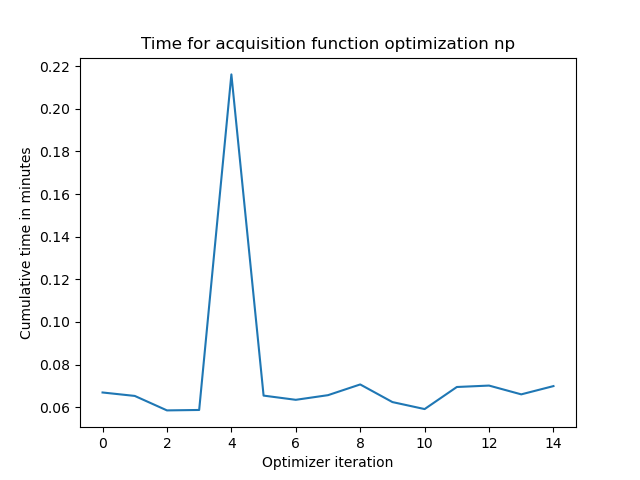 Time for acquisition function optimization np
Cumulative time in minutes
0.22
0.20
0.18
0.16
0.14
0.12
0.10
0.08
0.06
0 2 4 6 8 10 12 14
Optimizer iteration